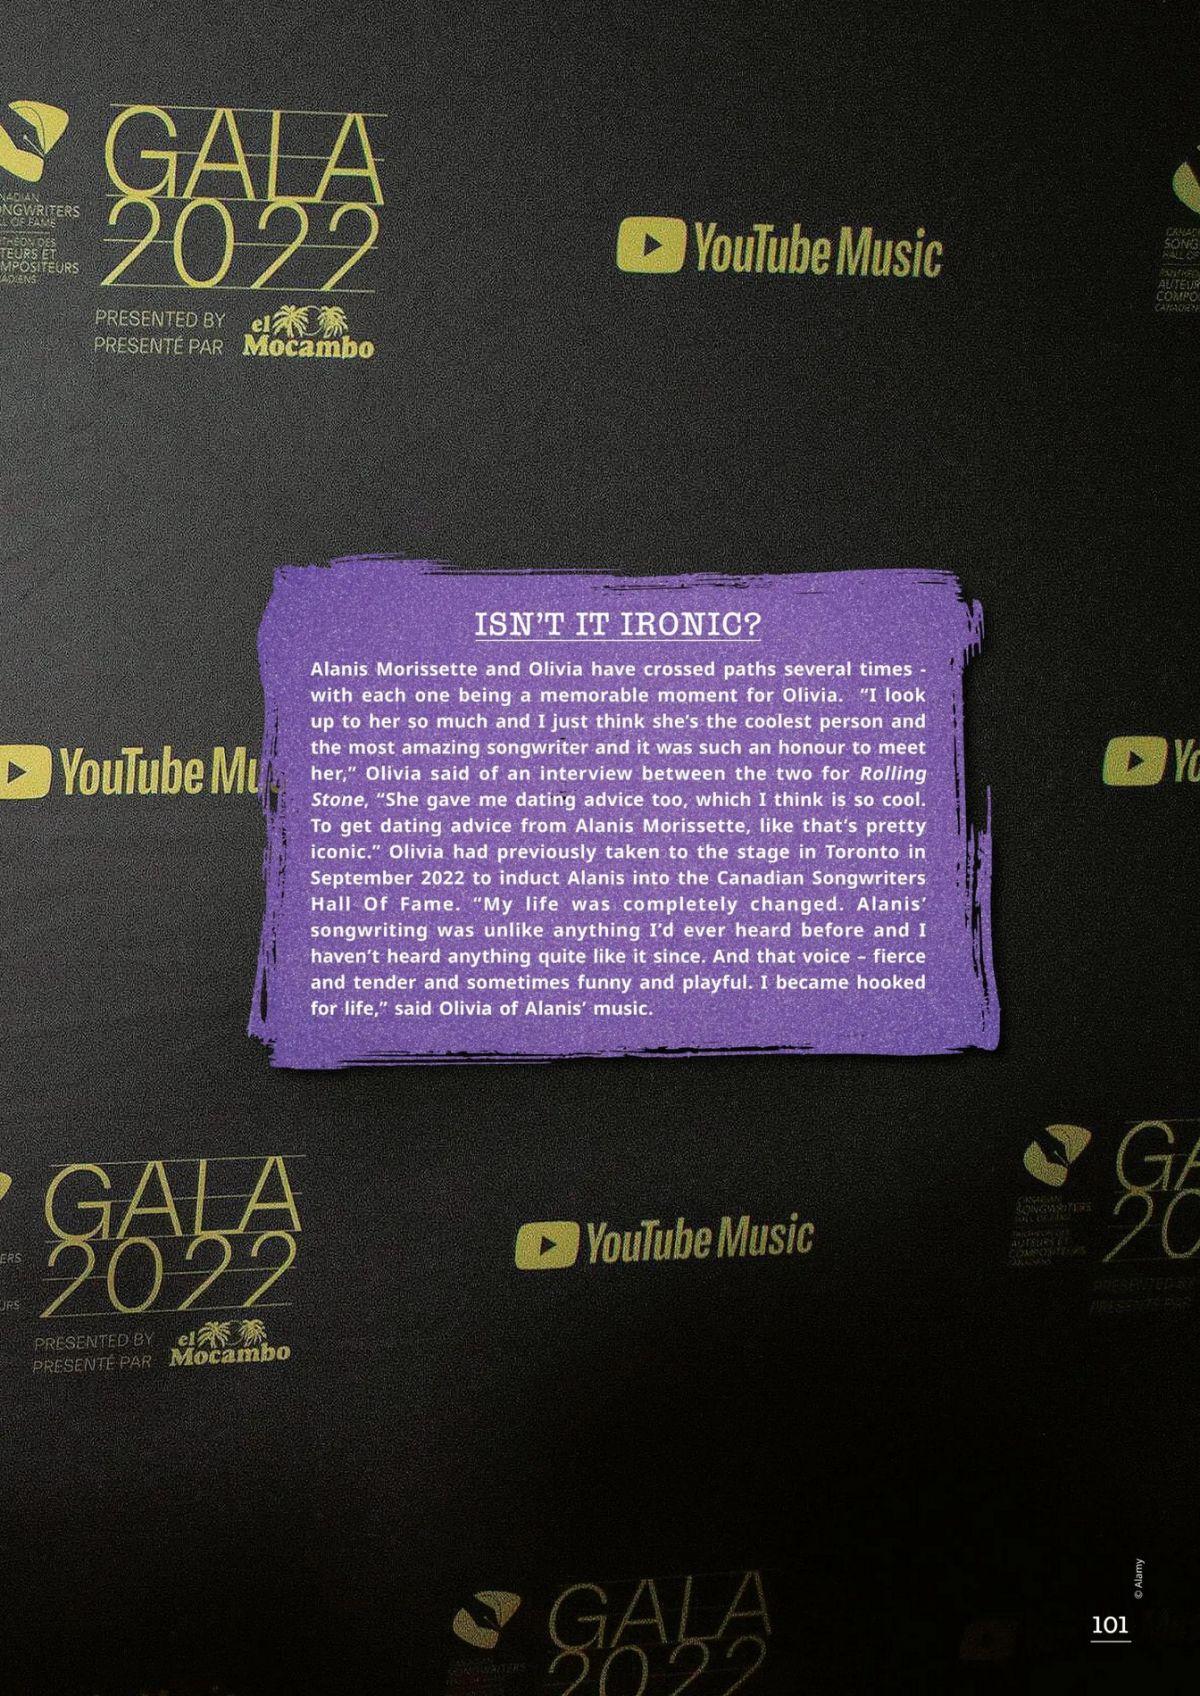 GALA
2022
PRESENTED BY
PRESENTÉ PAR
el
Mocambo
ONGWRITERS
YouTube Music
ISN'T IT IRONIC?
Alanis Morissette and Olivia have crossed paths several times -
with each one being a memorable moment for Olivia. “I look
up to her so much and I just think she’s the coolest person and
the most amazing songwriter and it was such an honour to meet
her,” Olivia said of an interview between the two for Rolling
Stone, “She gave me dating advice too, which I think is so cool.
To get dating advice from Alanis Morissette, like that’s pretty
iconic.” Olivia had previously taken to the stage in Toronto in
September 2022 to induct Alanis into the Canadian Songwriters
Hall Of Fame. “My life was completely changed. Alanis’
songwriting was unlike anything I’d ever heard before and I
haven’t heard anything quite like it since. And that voice – fierce
and tender and sometimes funny and playful. I became hooked
for life,” said Olivia of Alanis’ music.
YouTube Mu
GALA
2022
PRESENTED BY
PRESENTÉ PAR
el
Mocambo
YouTube Music
GA
20
GALA
2022
© Alamy
101